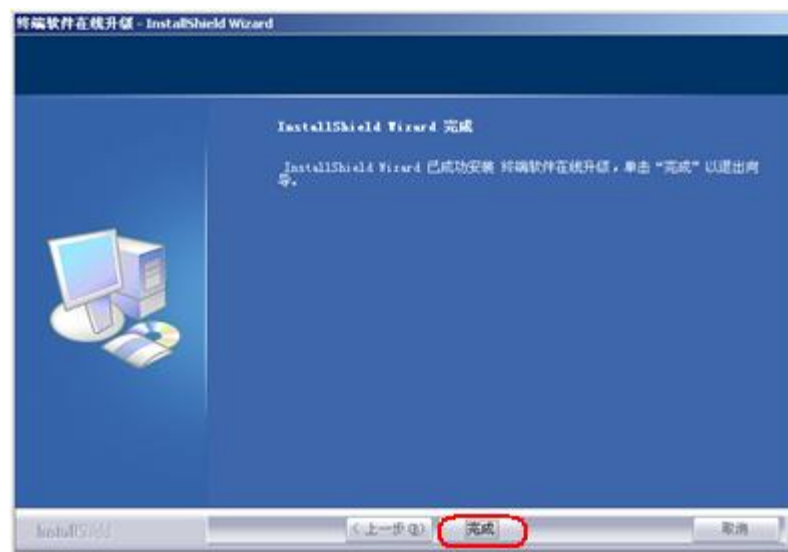 终端软件在线升级 - InstallShield Wizard
InstallShield Wizard 完成
InstallShield Wizard 已成功安装 终端软件在线升级，单击“完成”以退出向
导。
InstallShield
<上一步(B) 完成 取消